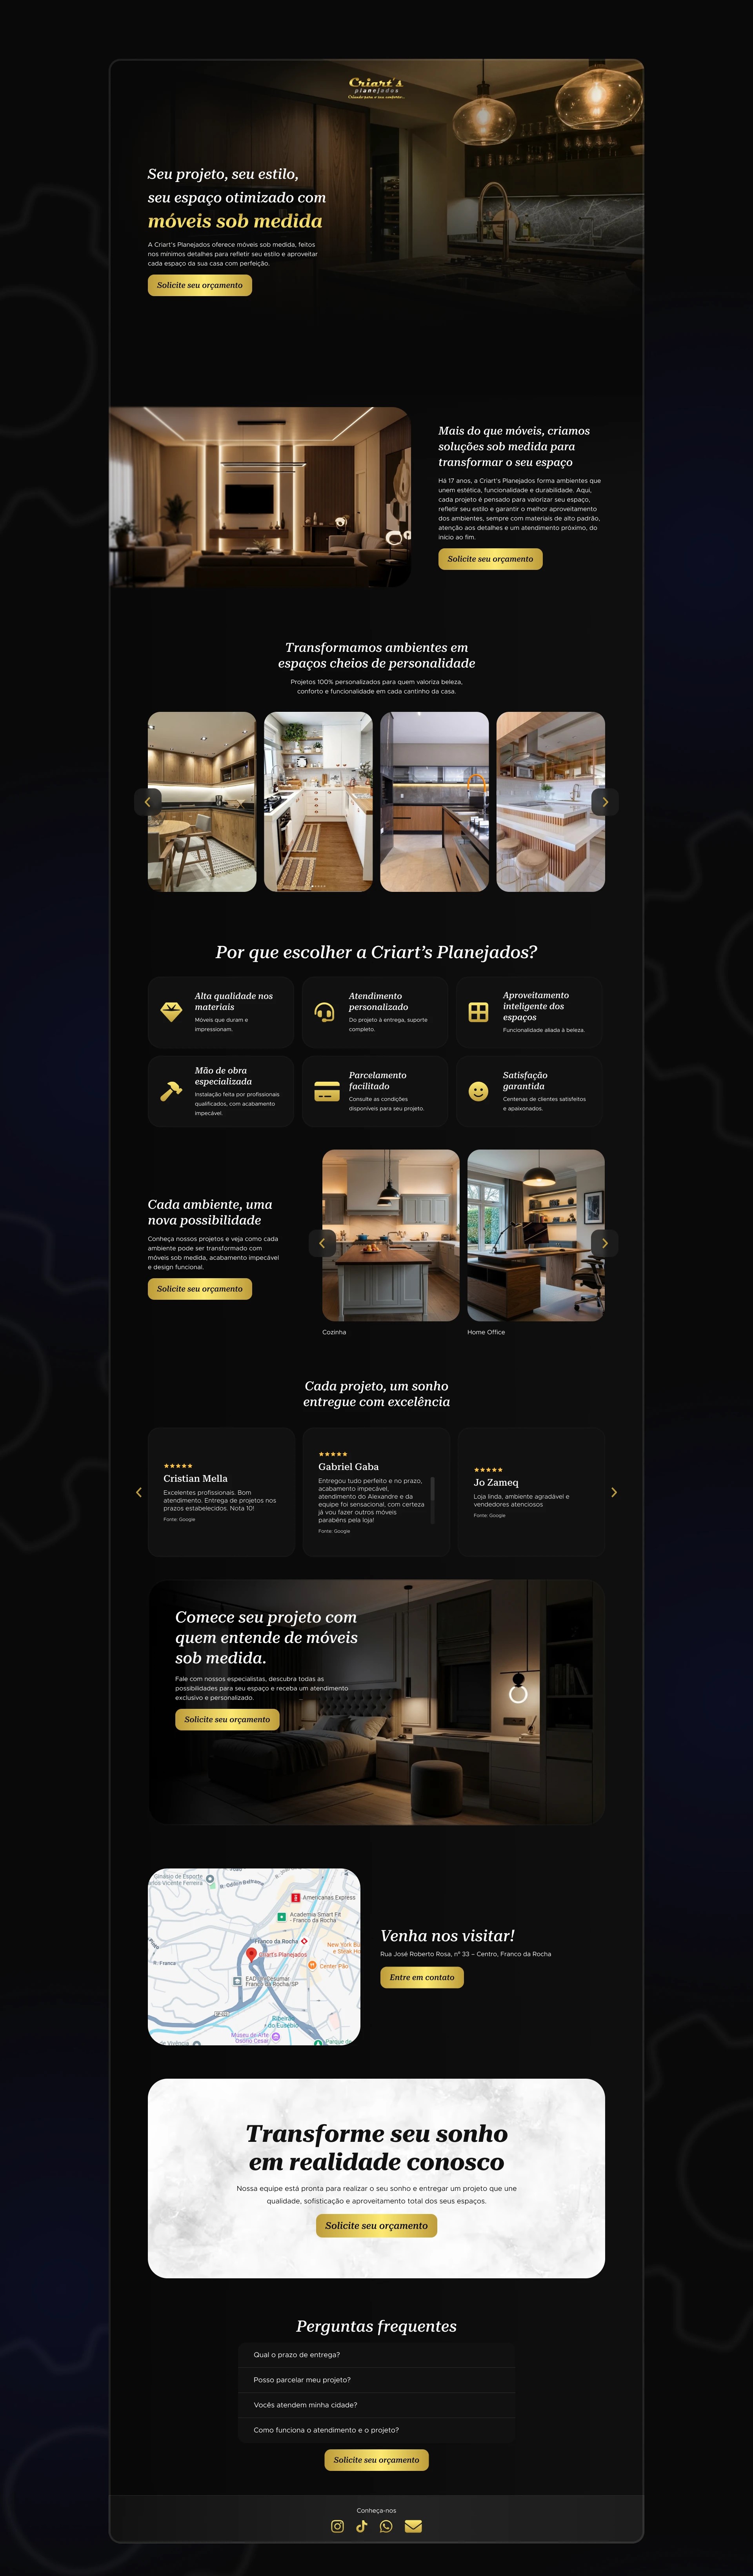 Criart's
planejados
Criando para o seu conforto...
Seu projeto, seu estilo,
seu espaço otimizado com
móveis sob medida
A Criart's Planejados oferece móveis sob medida, feitos
nos mínimos detalhes para refletir seu estilo e aproveitar
cada espaço da sua casa com perfeição.
Solicite seu orçamento
Mais do que móveis, criamos
soluções sob medida para
transformar o seu espaço
Há 17 anos, a Criart's Planejados forma ambientes que
unem estética, funcionalidade e durabilidade. Aqui,
cada projeto é pensado para valorizar seu espaço,
refletir seu estilo e garantir o melhor aproveitamento
dos ambientes, sempre com materiais de alto padrão,
atenção aos detalhes e um atendimento próximo, do
início ao fim.
Solicite seu orçamento
Transformamos ambientes em
espaços cheios de personalidade
Projetos 100% personalizados para quem valoriza beleza,
conforto e funcionalidade em cada cantinho da casa.
Por que escolher a Criart's Planejados?
Alta qualidade nos
materiais
Móveis que duram e
impressionam.
Atendimento
personalizado
Do projeto à entrega, suporte
completo.
Aproveitamento
inteligente dos
espaços
Funcionalidade aliada à beleza.
Mão de obra
especializada
Instalação feita por profissionais
qualificados, com acabamento
impecável.
Parcelamento
facilitado
Consulte as condições
disponíveis para seu projeto.
Satisfação
garantida
Centenas de clientes satisfeitos
e apaixonados.
Cada ambiente, uma
nova possibilidade
Conheça nossos projetos e veja como cada
ambiente pode ser transformado com
móveis sob medida, acabamento impecável
e design funcional.
Solicite seu orçamento
Cozinha
Home Office
Cada projeto, um sonho
entregue com excelência
Cristian Mella
Excelentes profissionais. Bom
atendimento. Entrega de projetos nos
prazos estabelecidos. Nota 10!
Fonte: Google
Gabriel Gaba
Entregou tudo perfeito e no prazo,
acabamento impecável,
atendimento do Alexandre e da
equipe foi sensacional, com certeza
já vou fazer outros móveis
parabéns pela loja!
Fonte: Google
Jo Zameq
Loja linda, ambiente agradável e
vendedores atenciosos
Fonte: Google
Comece seu projeto com
quem entende de móveis
sob medida.
Fale com nossos especialistas, descubra todas as
possibilidades para seu espaço e receba um atendimento
exclusivo e personalizado.
Solicite seu orçamento
Ginásio de Esporte
Vicente Ferreira
Americanas Express
Academia Smart Fit
- Franco da Rocha
Franco da Rocha
New York
Criart's Planejados
Center Pão
R. Franca
Franco da Rocha/SP
Ribeirão
do Eusébio
Museu de Arte
Osório Cesar
Parque
Venha nos visitar!
Rua José Roberto Rosa, nº 33 – Centro, Franco da Rocha
Entre em contato
Transforme seu sonho
em realidade conosco
Nossa equipe está pronta para realizar o seu sonho e entregar um projeto que une
qualidade, sofisticação e aproveitamento total dos seus espaços.
Solicite seu orçamento
Perguntas frequentes
Qual o prazo de entrega?
Posso parcelar meu projeto?
Vocês atendem minha cidade?
Como funciona o atendimento e o projeto?
Solicite seu orçamento
Conheça-nos